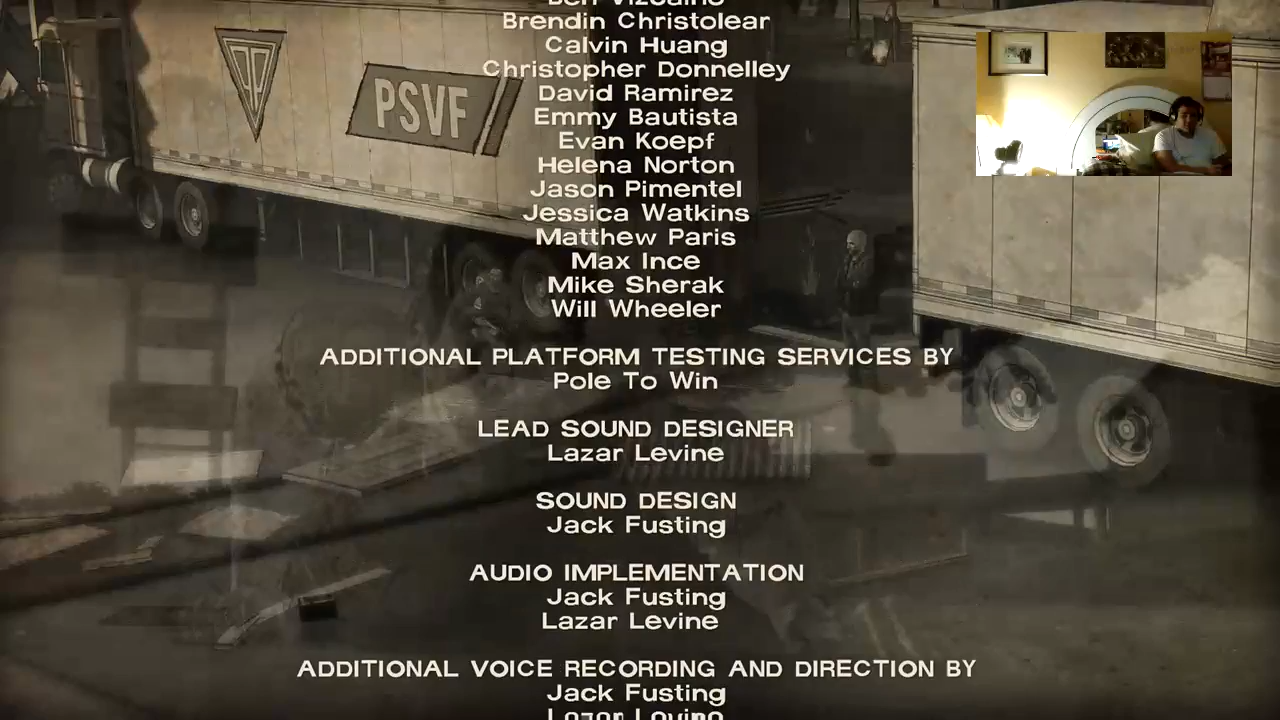 Brendin Christolear
Calvin Huang
Christopher Donnelley
David Ramirez
PSVF
Emmy Bautista
Evan Koepf
Helena Norton
Jason Pimentel
Jessica Watkins
Matthew Paris
Max Ince
Mike Sherak
Will Wheeler
ADDITIONAL PLATFORM TESTING SERVICES BY
Pole To Win
LEAD SOUND DESIGNER
Lazar Levine
SOUND DESIGN
Jack Fusting
AUDIO IMPLEMENTATION
Jack Fusting
Lazar Levine
ADDITIONAL VOICE RECORDING AND DIRECTION BY
Jack Fusting
Lazar Levine